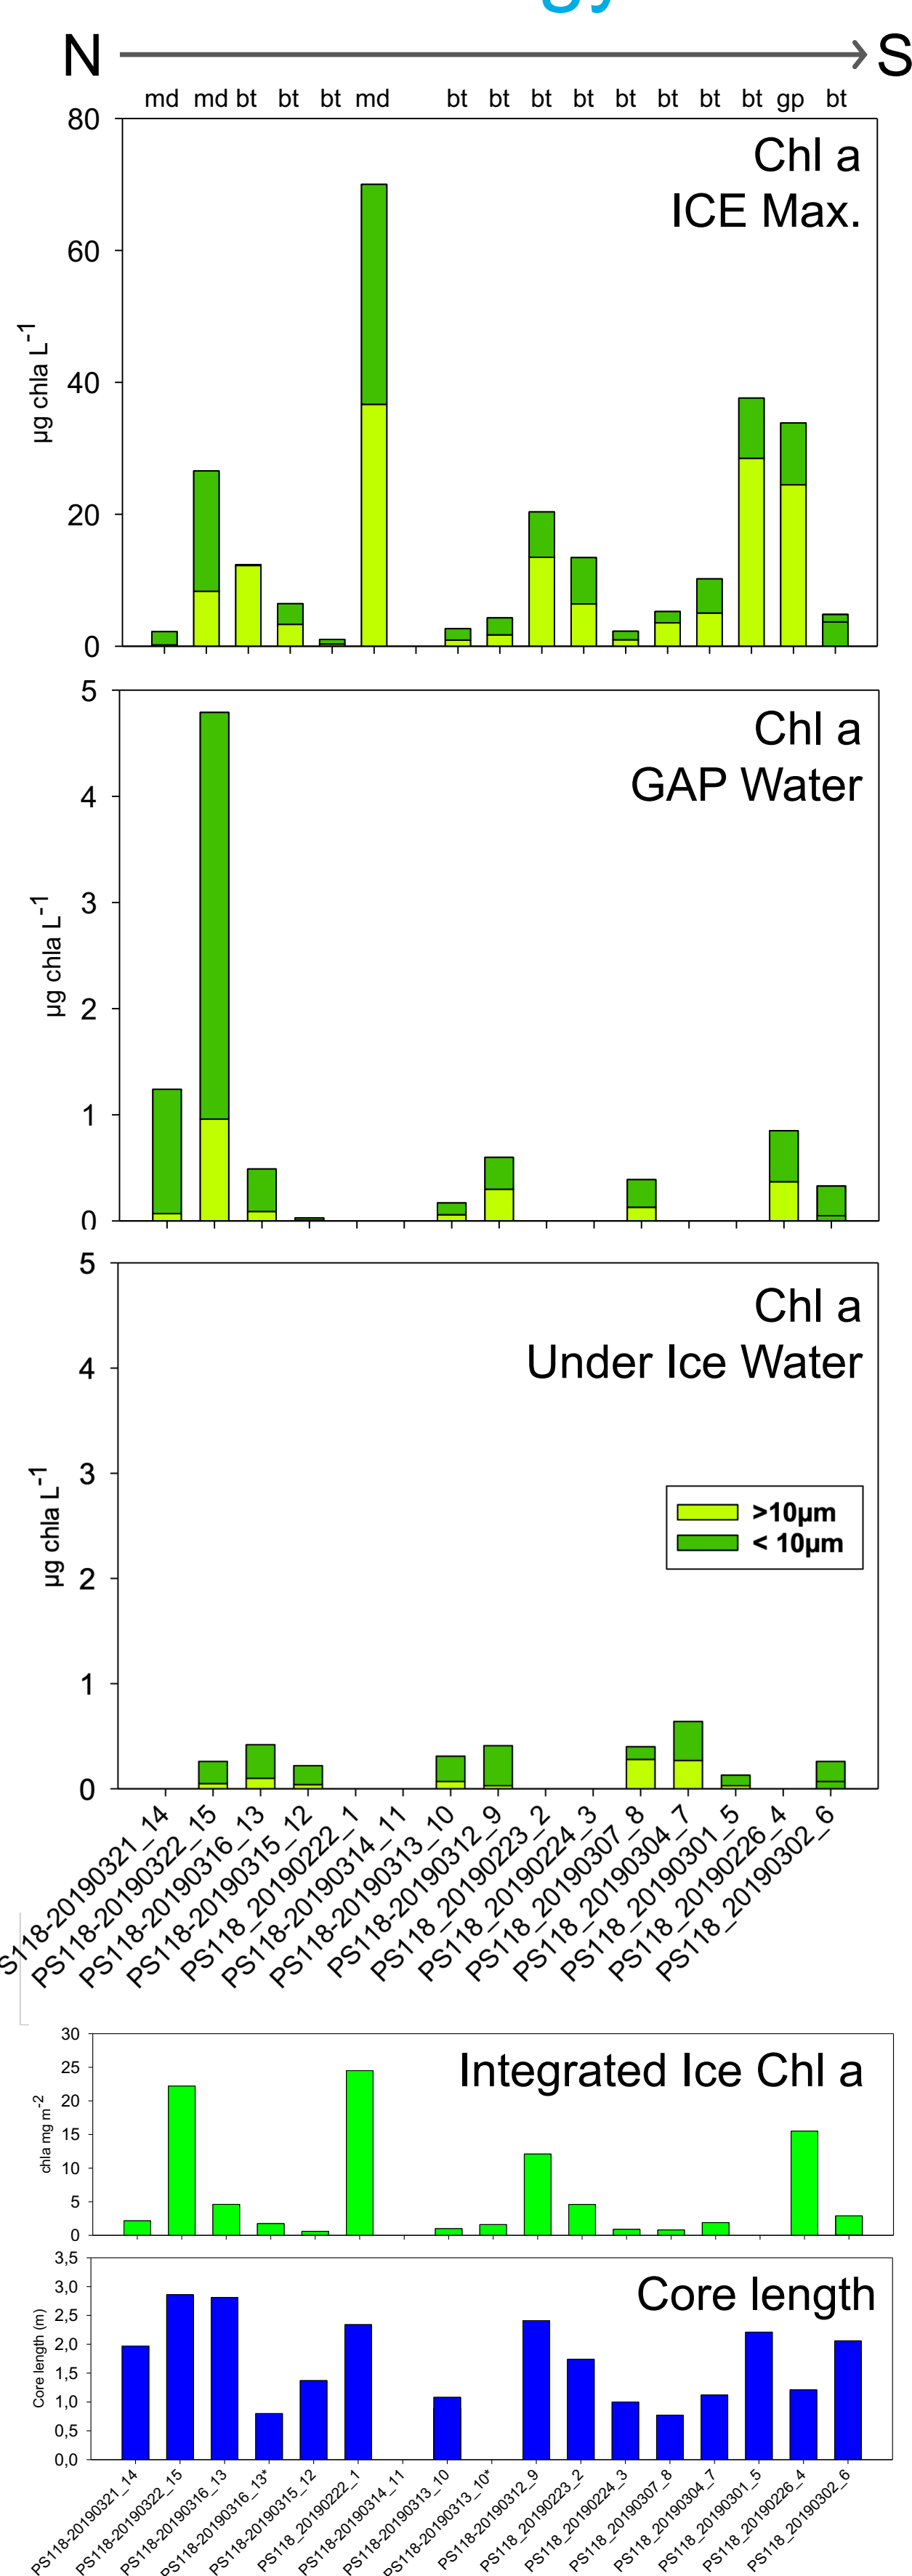 gy
N S
md md bt bt bt md bt bt bt bt bt bt bt bt gp bt
Chl a
ICE Max.
80
60
40
20
0
µg chla L-1
Chl a
GAP Water
5
4
3
2
1
0
µg chla L-1
Chl a
Under Ice Water
5
4
3
2
1
0
µg chla L-1
>10µm
< 10µm
S118-20190321_14
PS118-20190322_15
PS118-20190316_13
PS118-20190315_12
PS118_20190222_1
PS118-20190314_11
PS118-20190313_10
PS118-20190312_9
PS118_20190223_2
PS118_20190224_3
PS118_20190307_8
PS118_20190304_7
PS118_20190301_5
PS118_20190226_4
PS118_20190302_6
Integrated Ice Chl a
30
25
20
15
10
5
0
chla mg m-2
Core length
3,5
3,0
2,5
2,0
1,5
1,0
0,5
0,0
Core length (m)
PS118-20190321_14
PS118-20190322_15
PS118-20190316_13
PS118-20190316_13*
PS118-20190315_12
PS118_20190222_1
PS118-20190314_11
PS118-20190313_10
PS118-20190313_10*
PS118-20190312_9
PS118_20190223_2
PS118_20190224_3
PS118_20190307_8
PS118_20190304_7
PS118_20190301_5
PS118_20190226_4
PS118_20190302_6